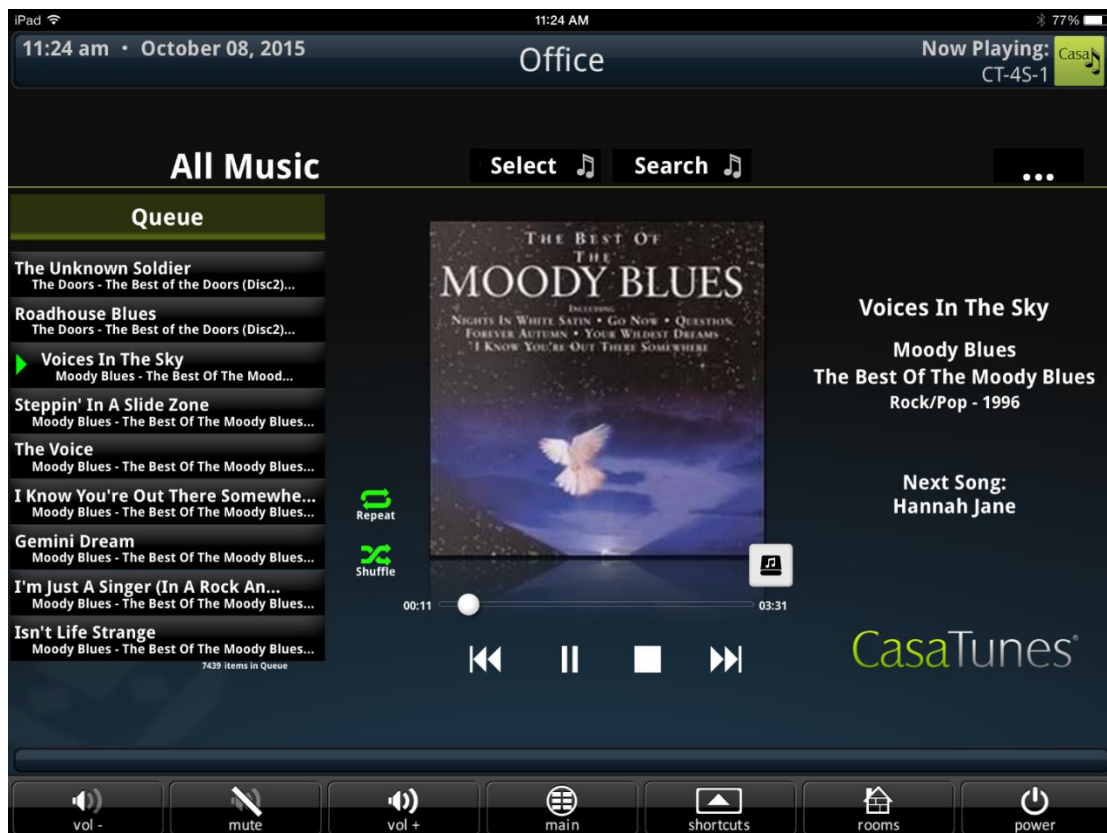 iPad
11:24 AM
77%
11:24 am • October 08, 2015
Office
Now Playing:
CT-4S-1
Casa
All Music
Select
Search
...
Queue
The Unknown Soldier
The Doors - The Best of the Doors (Disc2)...
Roadhouse Blues
The Doors - The Best of the Doors (Disc2)...
Voices In The Sky
Moody Blues - The Best Of The Mood...
Steppin' In A Slide Zone
Moody Blues - The Best Of The Moody Blues...
The Voice
Moody Blues - The Best Of The Moody Blues...
I Know You're Out There Somewhe...
Moody Blues - The Best Of The Moody Blues...
Gemini Dream
Moody Blues - The Best Of The Moody Blues...
I'm Just A Singer (In A Rock An...
Moody Blues - The Best Of The Moody Blues...
Isn't Life Strange
Moody Blues - The Best Of The Moody Blues...
7439 items in Queue
THE BEST OF
THE
MOODY BLUES
INCLUDING
NIGHTS IN WHITE SATIN • GO NOW • QUESTION
FOREVER AUTUMN • YOUR WILDEST DREAMS
I KNOW YOU'RE OUT THERE SOMEWHERE
Repeat
Shuffle
00:11
03:31
Voices In The Sky
Moody Blues
The Best Of The Moody Blues
Rock/Pop - 1996
Next Song:
Hannah Jane
CasaTunes®
vol -
mute
vol +
main
shortcuts
rooms
power